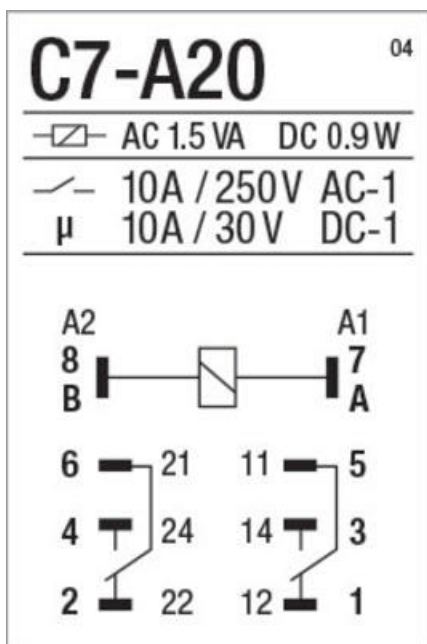 C7-A20 04
AC 1.5 VA DC 0.9 W
10A / 250V AC-1
µ 10A / 30V DC-1
A2 A1
8 7
B A
6 21 11 5
4 24 14 3
2 22 12 1